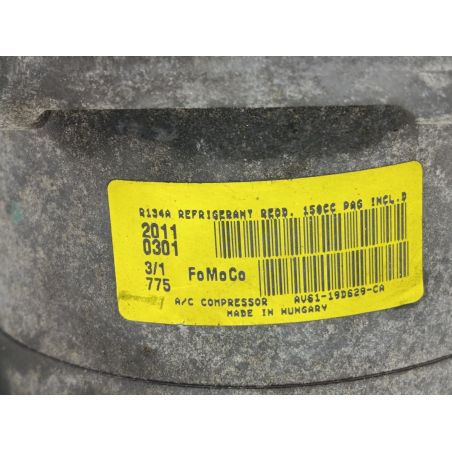 R134A REFRIGERANT REQD. 150CC PAG INCL.D
2011
0301
3/1 FoMoCo
775
A/C COMPRESSOR AV61-19D629-CA
MADE IN HUNGARY